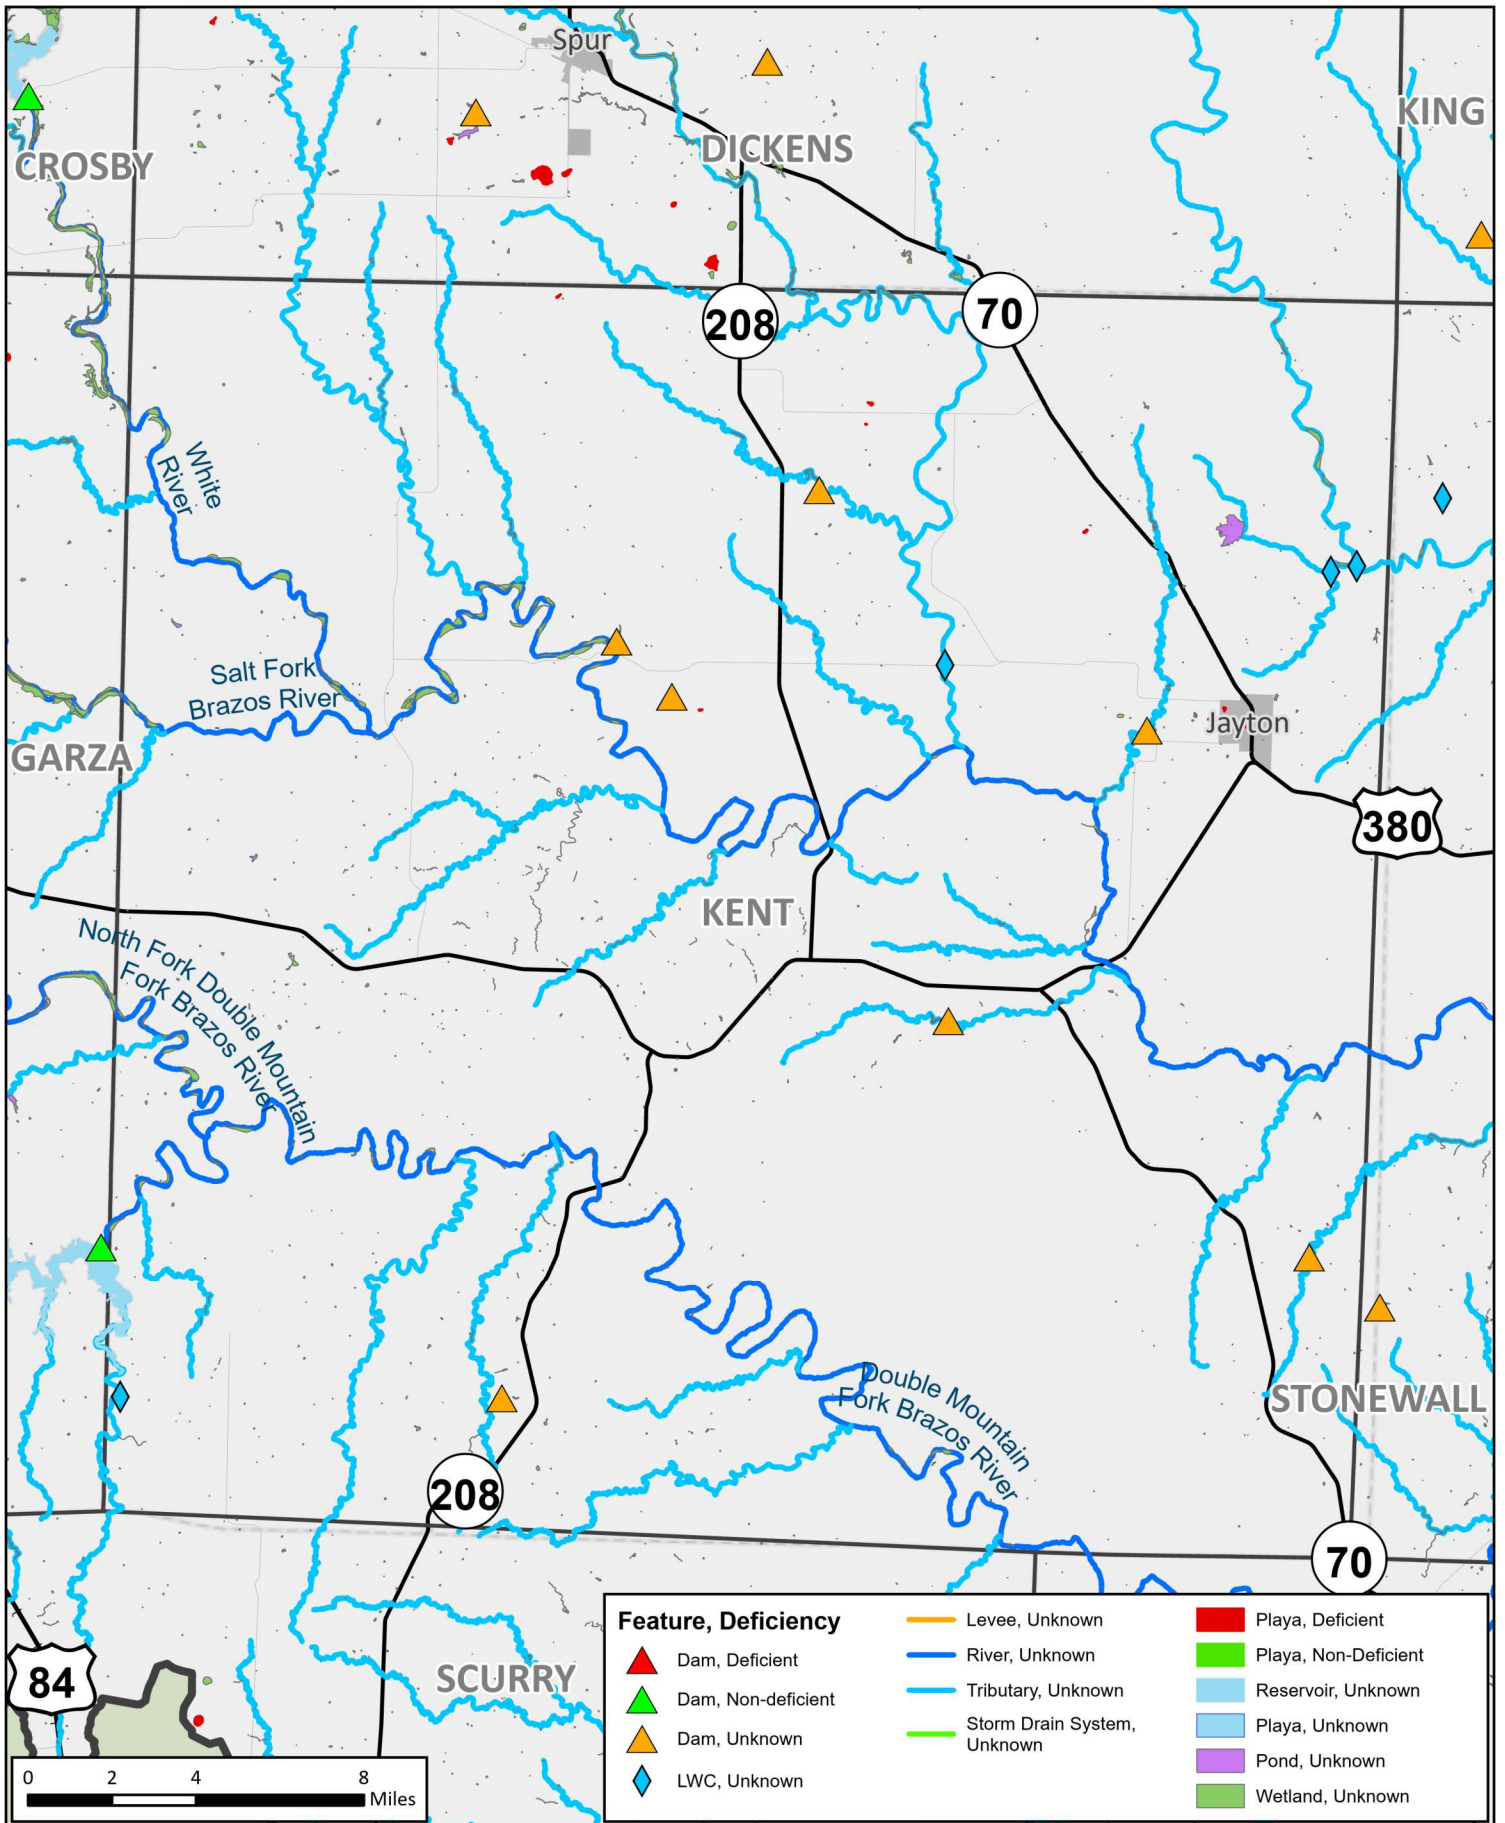 Spur
KING
DICKENS
CROSBY
208
70
White
River
Salt Fork
Brazos River
Jayton
GARZA
380
KENT
North Fork Double Mountain
Fork Brazos River
Double Mountain
Fork Brazos River
STONEWALL
208
70
84
SCURRY
Feature, Deficiency
Dam, Deficient
Dam, Non-deficient
Dam, Unknown
LWC, Unknown
Levee, Unknown
River, Unknown
Tributary, Unknown
Storm Drain System,
Unknown
Playa, Deficient
Playa, Non-Deficient
Reservoir, Unknown
Playa, Unknown
Pond, Unknown
Wetland, Unknown
0 2 4 8
Miles